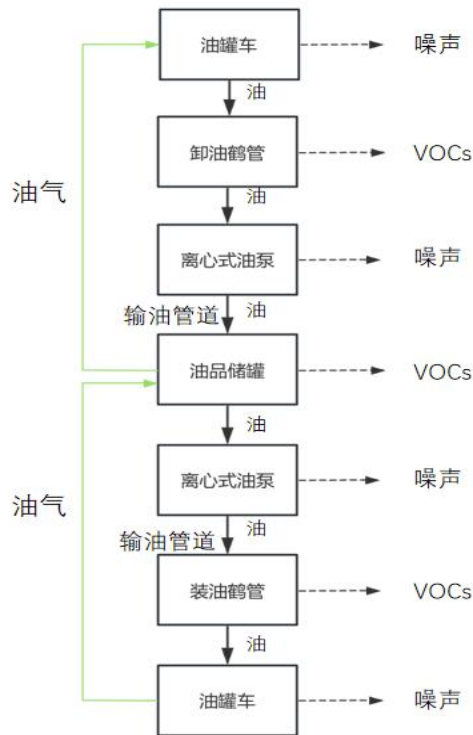 油罐车
噪声
油
卸油鹤管
VOCs
油气
油
离心式油泵
噪声
输油管道
油
油品储罐
VOCs
油
离心式油泵
噪声
油气
输油管道
油
装油鹤管
VOCs
油
油罐车
噪声